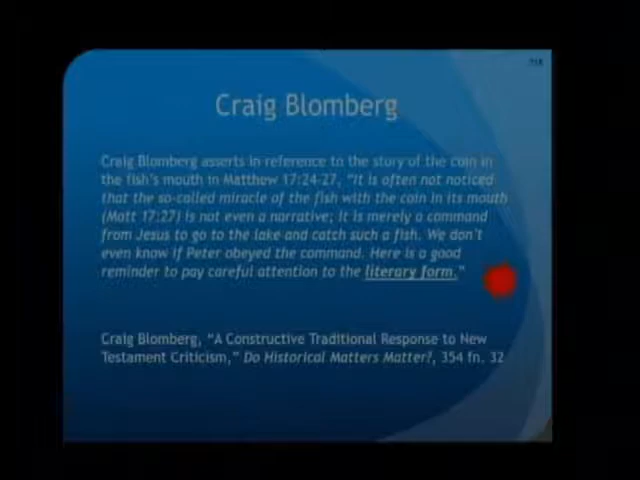 Craig Blomberg
Craig Blomberg asserts in reference to the story of the coin in
the fish's mouth in Matthew 17:24-27, "It is often not noticed
that the so-called miracle of the fish with the coin in its mouth
(Matt 17:27) is not even a narrative; it is merely a command
from Jesus to go to the lake and catch such a fish. We don't
even know if Peter obeyed the command. Here is a good
reminder to pay careful attention to the literary form."
Craig Blomberg, "A Constructive Traditional Response to New
Testament Criticism," Do Historical Matters Matter?, 354 fn. 32